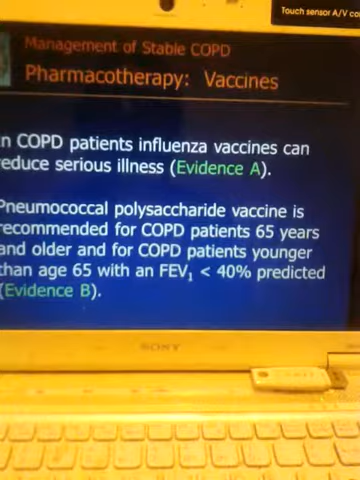 Touch sensor A/V co
Management of Stable COPD
Pharmacotherapy: Vaccines
n COPD patients influenza vaccines can
educe serious illness (Evidence A).
Pneumococcal polysaccharide vaccine is
recommended for COPD patients 65 years
and older and for COPD patients younger
than age 65 with an FEV₁ < 40% predicted
(Evidence B).
SONY